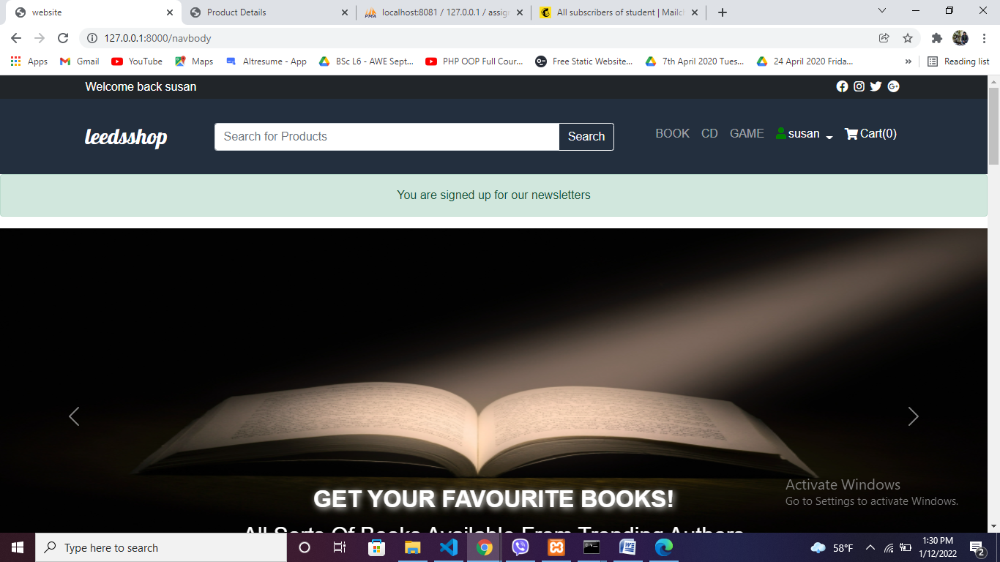 website
Product Details
localhost:8081 / 127.0.0.1 / assig
All subscribers of student | Mailch
127.0.0.1:8000/navbody
Apps
Gmail
YouTube
Maps
Altresume - App
BSc L6 - AWE Sept...
PHP OOP Full Cour...
Free Static Website...
7th April 2020 Tues...
24 April 2020 Frida...
»
Reading list
Welcome back susan
leedsshop
Search for Products
Search
BOOK
CD
GAME
susan
Cart(0)
You are signed up for our newsletters
GET YOUR FAVOURITE BOOKS!
All Sorts Of Books Available From Trending Authors
Activate Windows
Go to Settings to activate Windows.
Type here to search
58°F
1:30 PM
1/12/2022
2